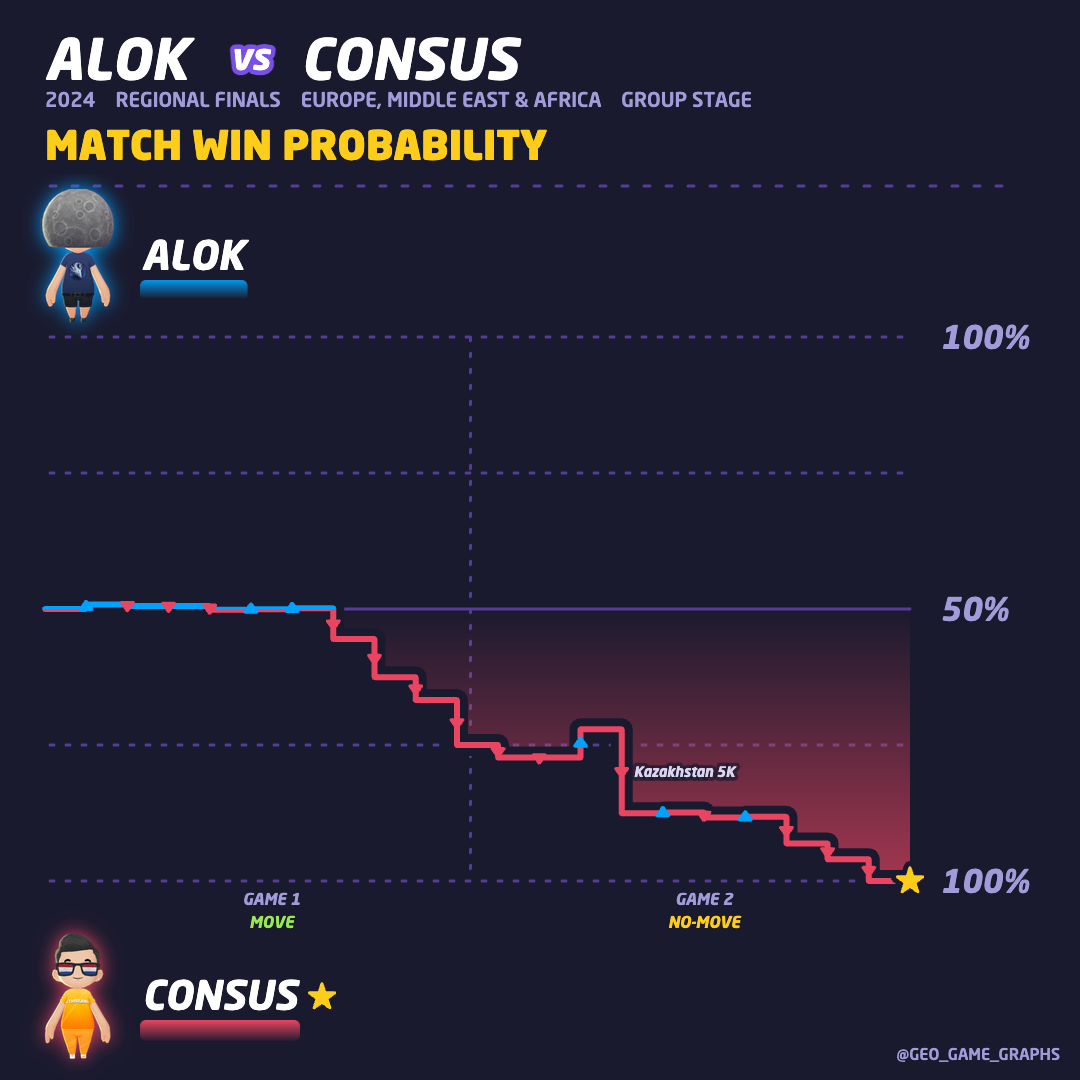 ALOK VS CONSUS
2024 REGIONAL FINALS EUROPE, MIDDLE EAST & AFRICA GROUP STAGE
MATCH WIN PROBABILITY
ALOK
100%
50%
Kazakhstan 5K
100%
GAME 1 GAME 2
MOVE NO-MOVE
CONSUS
@GEO_GAME_GRAPHS